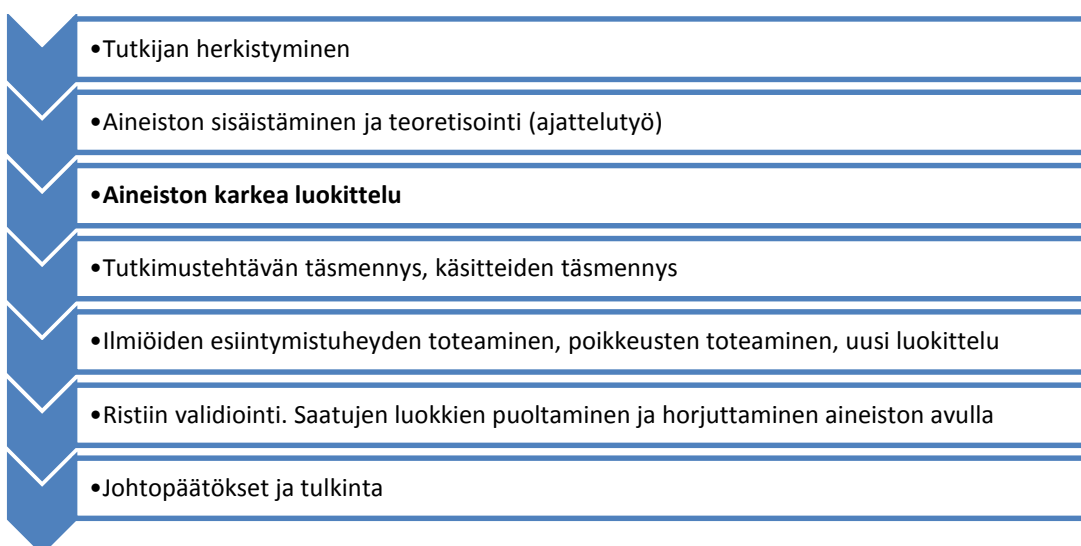 •Tutkijan herkistyminen
•Aineiston sisäistäminen ja teoretisointi (ajattelutyö)
•Aineiston karkea luokittelu
•Tutkimustehtävän täsmennys, käsitteiden täsmennys
•Ilmiöiden esiintymistuheyden toteaminen, poikkeusten toteaminen, uusi luokittelu
•Ristiin validiointi. Saatujen luokkien puoltaminen ja horjuttaminen aineiston avulla
•Johtopäätökset ja tulkinta